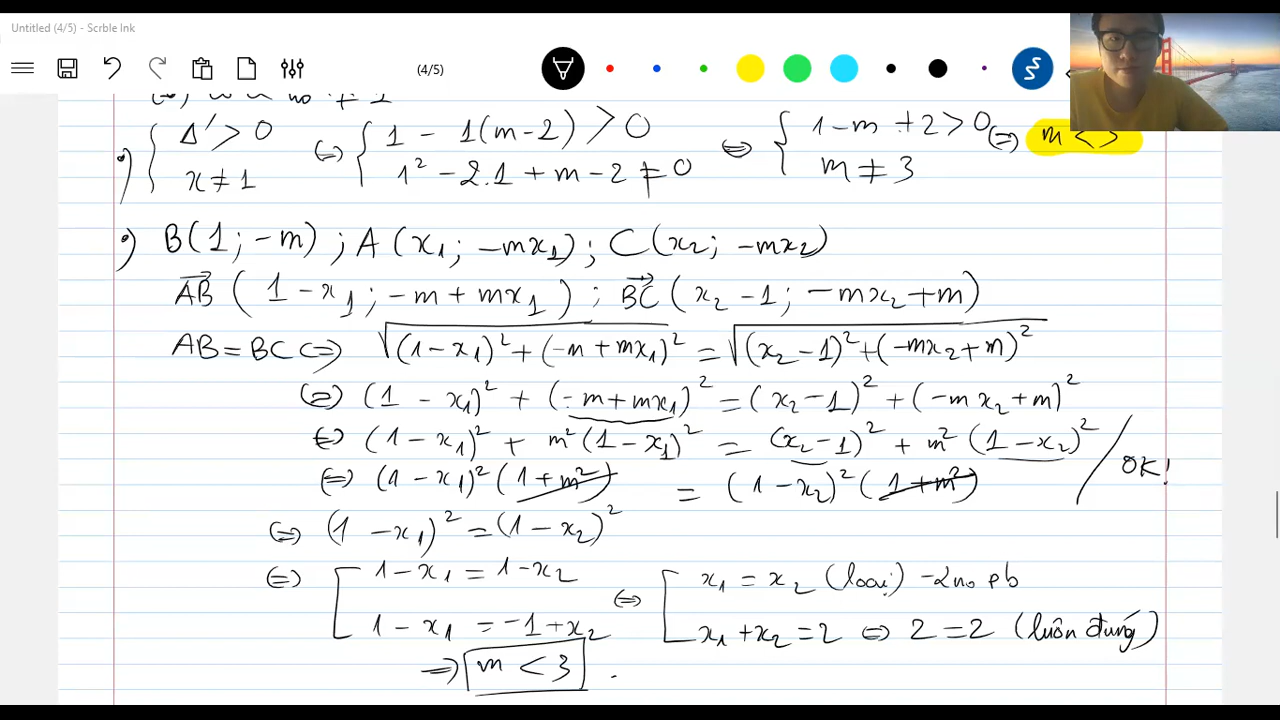 Untitled (4/5) - Scrble Ink
(4/5)
no ≠ 1
•) { Δ' > 0 ⇔ { 1 - 1(m-2) > 0 ⇔ { 1-m+2 > 0 ⇔ m < 3
x ≠ 1 1² - 2.1 + m - 2 ≠ 0 m ≠ 3
•) B(1; -m) ; A(x₁; -mx₁) ; C(x₂; -mx₂)
AB→ (1 - x₁; -m + mx₁) ; BC→ (x₂ - 1; -mx₂ + m)
AB = BC ⇔ √((1-x₁)² + (-m + mx₁)²) = √((x₂-1)² + (-mx₂+m)²)
⇔ (1 - x₁)² + (-m + mx₁)² = (x₂-1)² + (-mx₂+m)²
⇔ (1-x₁)² + m²(1-x₁)² = (x₂-1)² + m²(1-x₂)² / OK!
⇔ (1-x₁)²(1+m²) = (1-x₂)²(1+m²)
⇔ (1-x₁)² = (1-x₂)²
⇔ [ 1-x₁ = 1-x₂ ⇔ [ x₁ = x₂ (loại) -2no pb
1-x₁ = -1+x₂ x₁+x₂ = 2 ⇔ 2 = 2 (luôn đúng)
⇒ m < 3 .